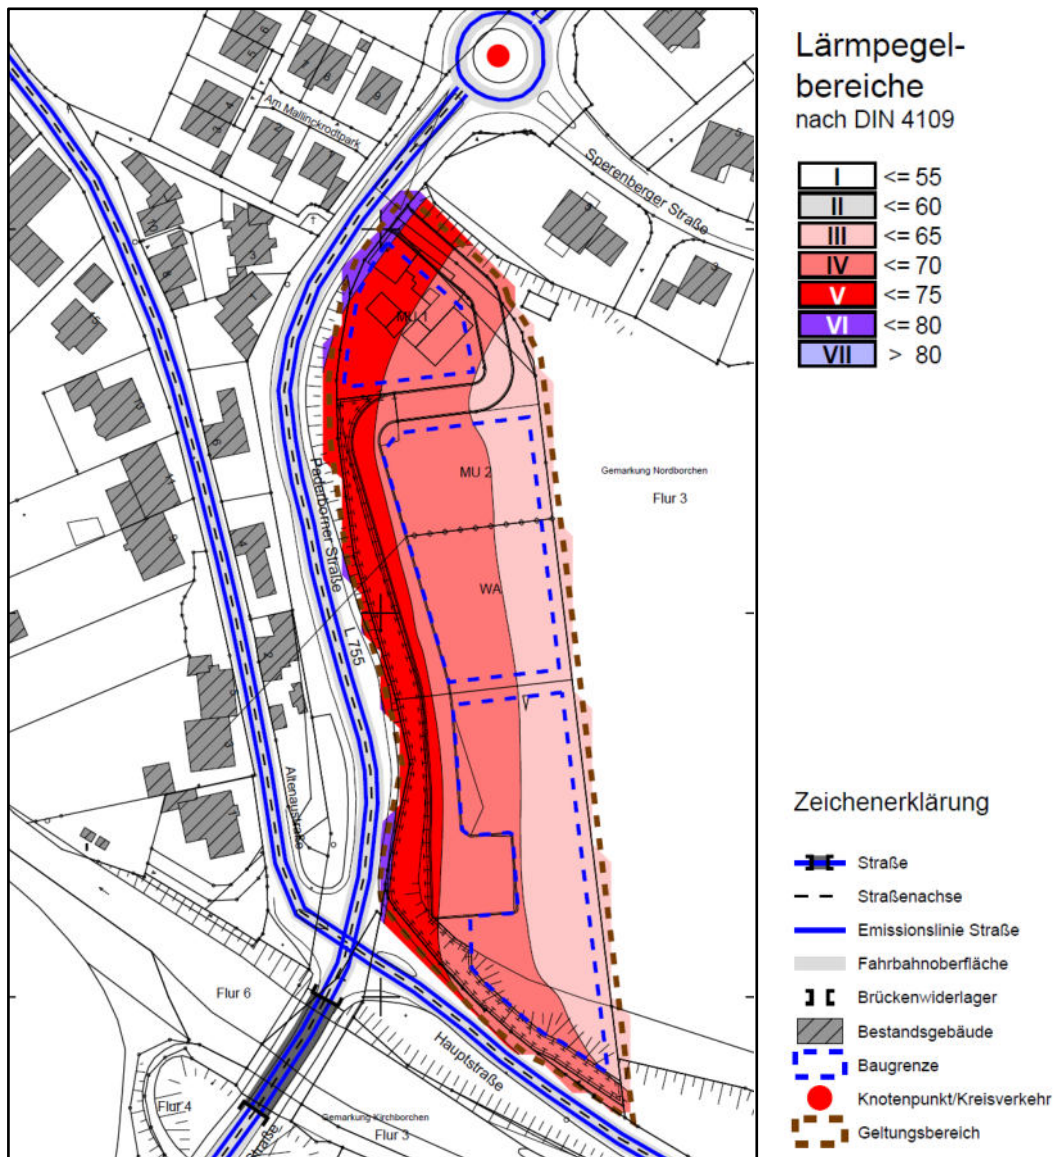 Lärmpegel-
bereiche
nach DIN 4109
I <= 55
II <= 60
III <= 65
IV <= 70
V <= 75
VI <= 80
VII > 80
Am Mallinckrodtpark
Sperenberger Straße
MU 1
MU 2
Gemarkung Nordborchen
Flur 3
Paderborner Straße
WA
L 755
Altenaustraße
Flur 6
Hauptstraße
Flur 4
Gemarkung Kirchborchen
Flur 3
Zeichenerklärung
Straße
Straßenachse
Emissionslinie Straße
Fahrbahnoberfläche
Brückenwiderlager
Bestandsgebäude
Baugrenze
Knotenpunkt/Kreisverkehr
Geltungsbereich